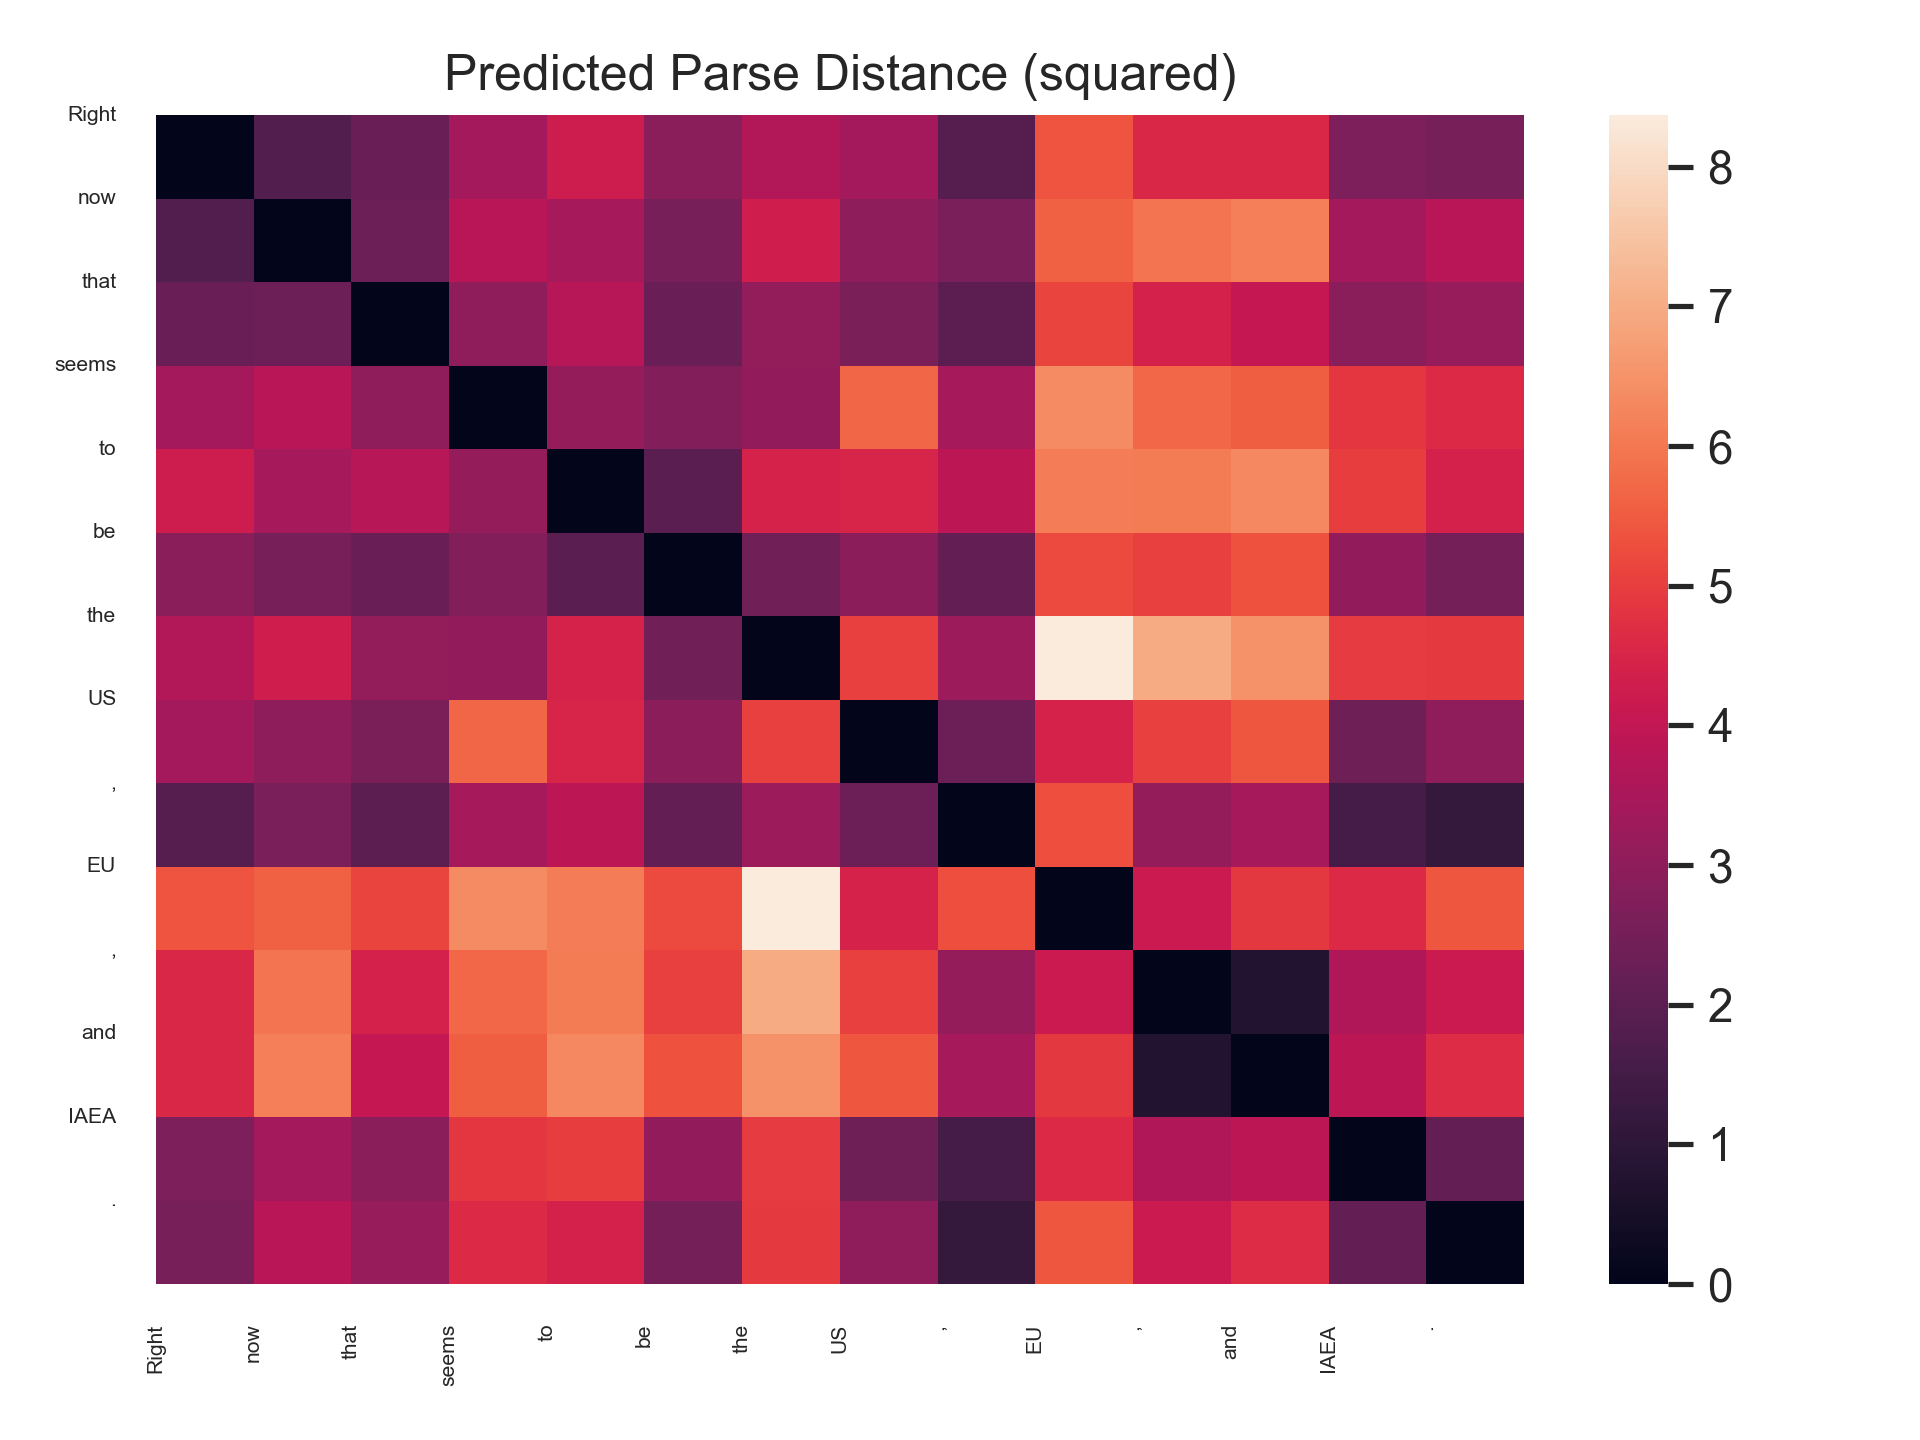 Predicted Parse Distance (squared)
Right
now
that
seems
to
be
the
US
,
EU
,
and
IAEA
.
8
7
6
5
4
3
2
1
0
Right
now
that
seems
to
be
the
US
,
EU
,
and
IAEA
.